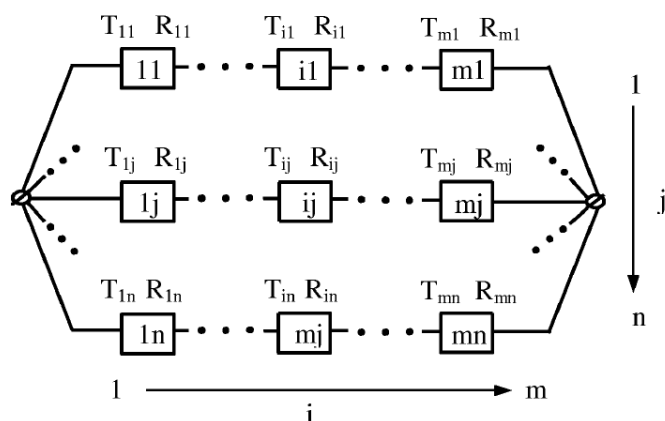 T11 R11 Ti1 Ri1 Tm1 Rm1
11 i1 m1 1
T1j R1j Tij Rij Tmj Rmj
1j ij mj j
T1n R1n Tin Rin Tmn Rmn
n
1n mj mn
1 m
i